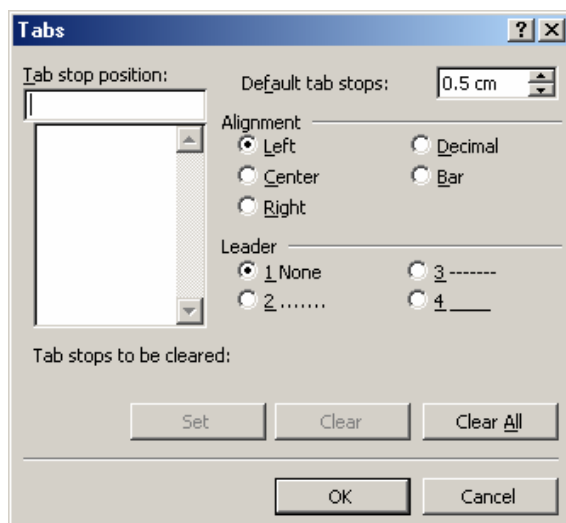 Tabs
Tab stop position:
Default tab stops: 0.5 cm
Alignment
Left Decimal
Center Bar
Right
Leader
1 None 3 -------
2 ....... 4 ____
Tab stops to be cleared:
Set Clear Clear All
OK Cancel